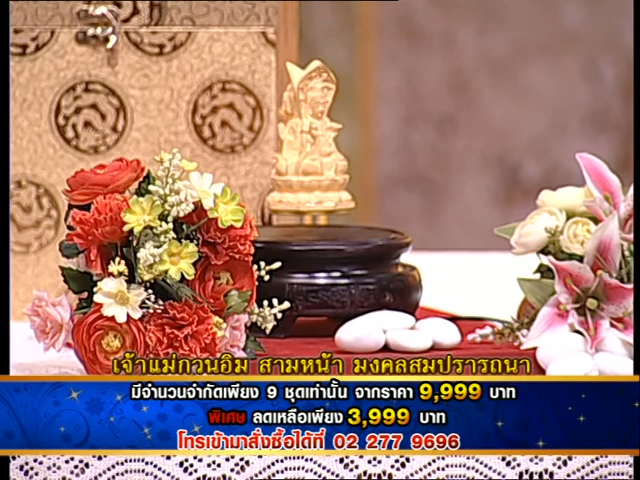 เจ้าแม่กวนอิม สามหน้า มงคลสมปรารถนา
มีจำนวนจำกัดเพียง 9 ชุดเท่านั้น จากราคา 9,999 บาท
พิเศษ ลดเหลือเพียง 3,999 บาท
โทรเข้ามาสั่งซื้อได้ที่ 02 277 9696